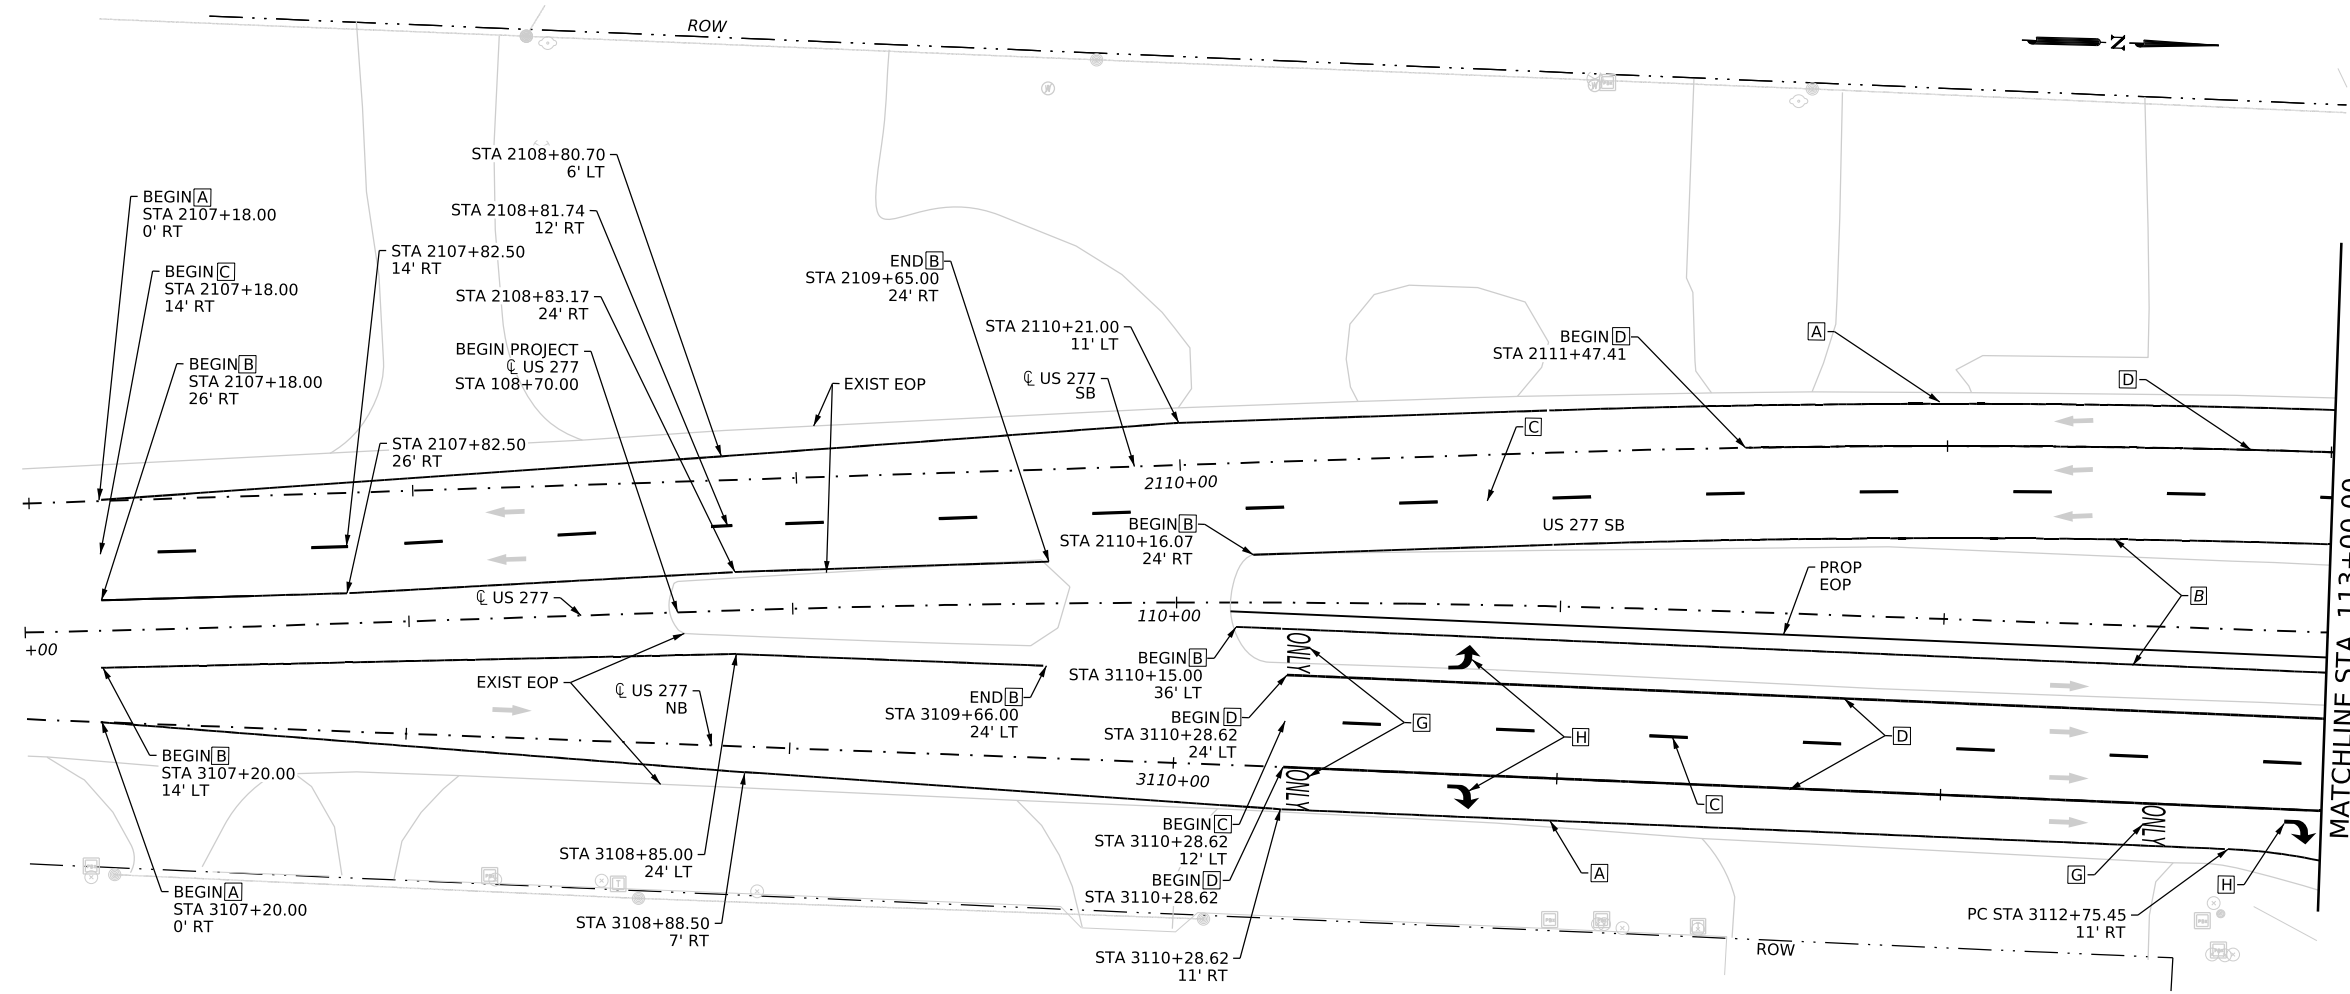 ROW
N
STA 2108+80.70
6' LT
BEGIN A
STA 2107+18.00
0' RT
STA 2108+81.74
12' RT
STA 2107+82.50
14' RT
BEGIN C
STA 2107+18.00
14' RT
END B
STA 2109+65.00
24' RT
STA 2108+83.17
24' RT
STA 2110+21.00
11' LT
BEGIN D
STA 2111+47.41
A
BEGIN PROJECT
℄ US 277
STA 108+70.00
BEGIN B
STA 2107+18.00
26' RT
EXIST EOP
℄ US 277
SB
D
C
STA 2107+82.50
26' RT
2110+00
BEGIN B
STA 2110+16.07
24' RT
US 277 SB
PROP
EOP
℄ US 277
B
110+00
+00
ONLY
BEGIN B
STA 3110+15.00
36' LT
EXIST EOP
℄ US 277
NB
END B
STA 3109+66.00
24' LT
BEGIN D
STA 3110+28.62
24' LT
G
H
D
MATCHLINE STA 113+00.00
BEGIN B
STA 3107+20.00
14' LT
3110+00
ONLY
C
ONLY
BEGIN C
STA 3110+28.62
12' LT
STA 3108+85.00
24' LT
BEGIN D
STA 3110+28.62
A
G
H
BEGIN A
STA 3107+20.00
0' RT
STA 3108+88.50
7' RT
PC STA 3112+75.45
11' RT
STA 3110+28.62
11' RT
ROW